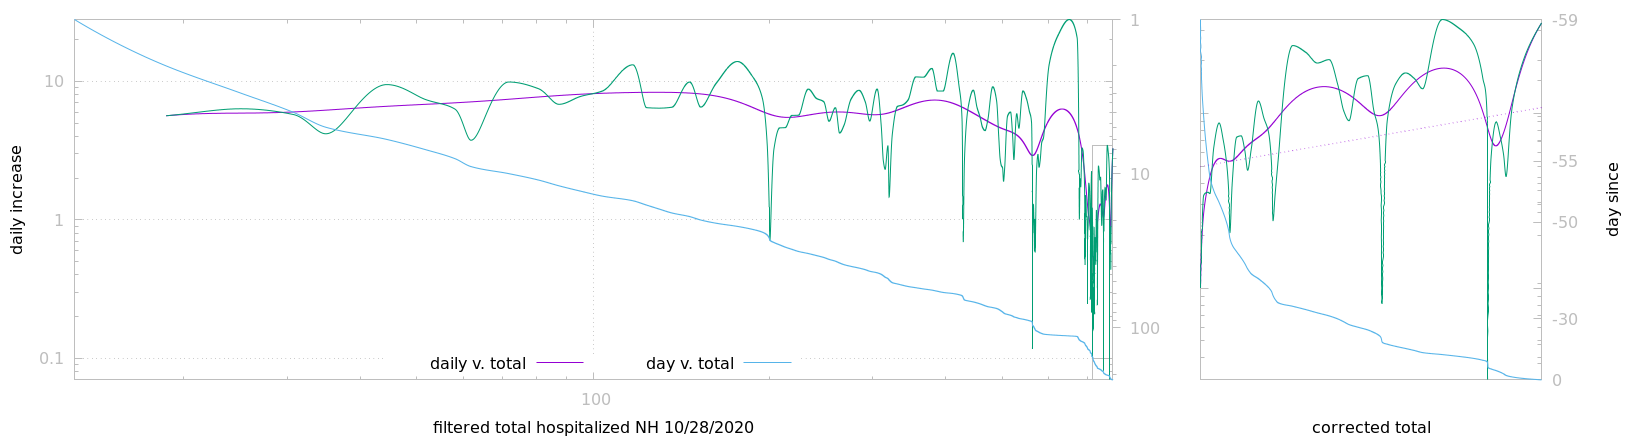 10
1
0.1
daily increase
daily v. total
day v. total
100
1
10
100
filtered total hospitalized NH 10/28/2020
-59
-55
-50
-30
0
day since
corrected total